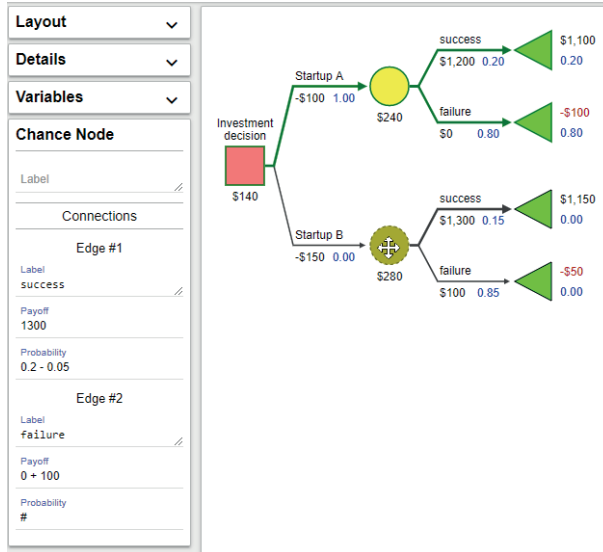 Layout
Details
Variables
Chance Node
Label
Connections
Edge #1
Label
success
Payoff
1300
Probability
0.2 - 0.05
Edge #2
Label
failure
Payoff
0 + 100
Probability
#
Investment
decision
$140
Startup A
-$100 1.00
$240
success
$1,200 0.20
$1,100
0.20
failure
$0 0.80
-$100
0.80
Startup B
-$150 0.00
$280
success
$1,300 0.15
$1,150
0.00
failure
$100 0.85
-$50
0.00